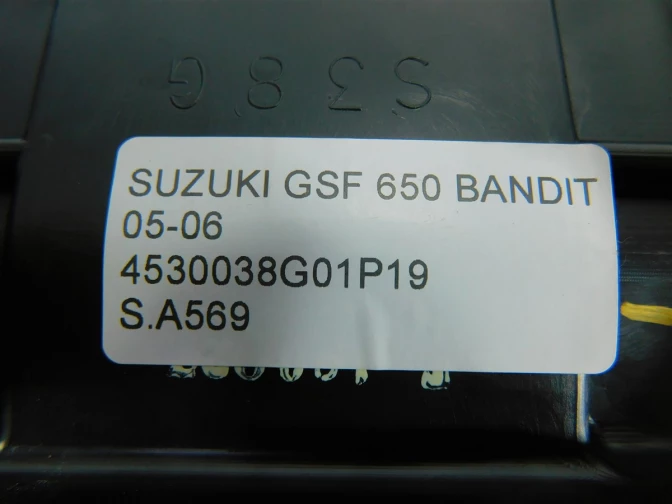 S38G
SUZUKI GSF 650 BANDIT
05-06
4530038G01P19
S.A569